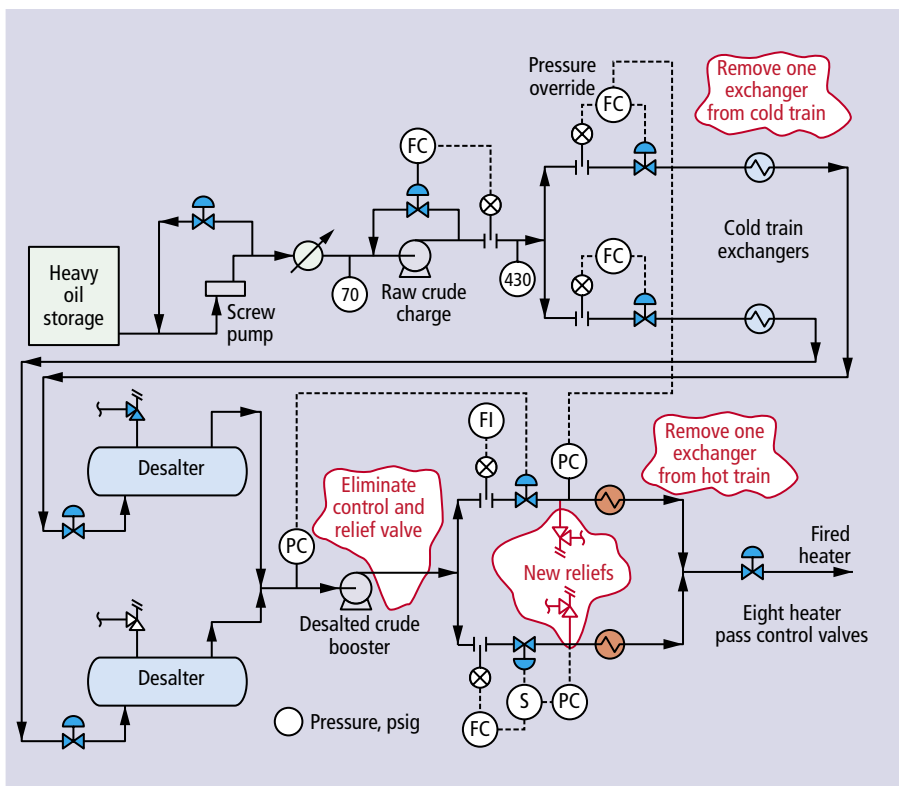 Pressure
override
FC
Remove one
exchanger
from cold train
FC
Heavy
oil
storage
Screw
pump
70
Raw crude
charge
430
FC
Cold train
exchangers
Desalter
FI
PC
Remove one
exchanger
from hot train
Eliminate
control and
relief valve
PC
New reliefs
Desalted crude
booster
Fired
heater
Eight heater
pass control valves
Desalter
S
PC
FC
Pressure, psig